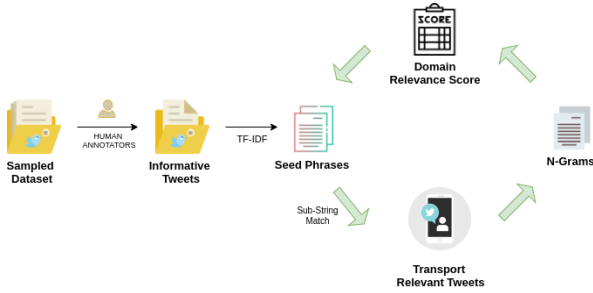 SCORE
Domain
Relevance Score
HUMAN
ANNOTATORS
TF-IDF
Sampled
Dataset
Informative
Tweets
Seed Phrases
N-Grams
Sub-String
Match
Transport
Relevant Tweets